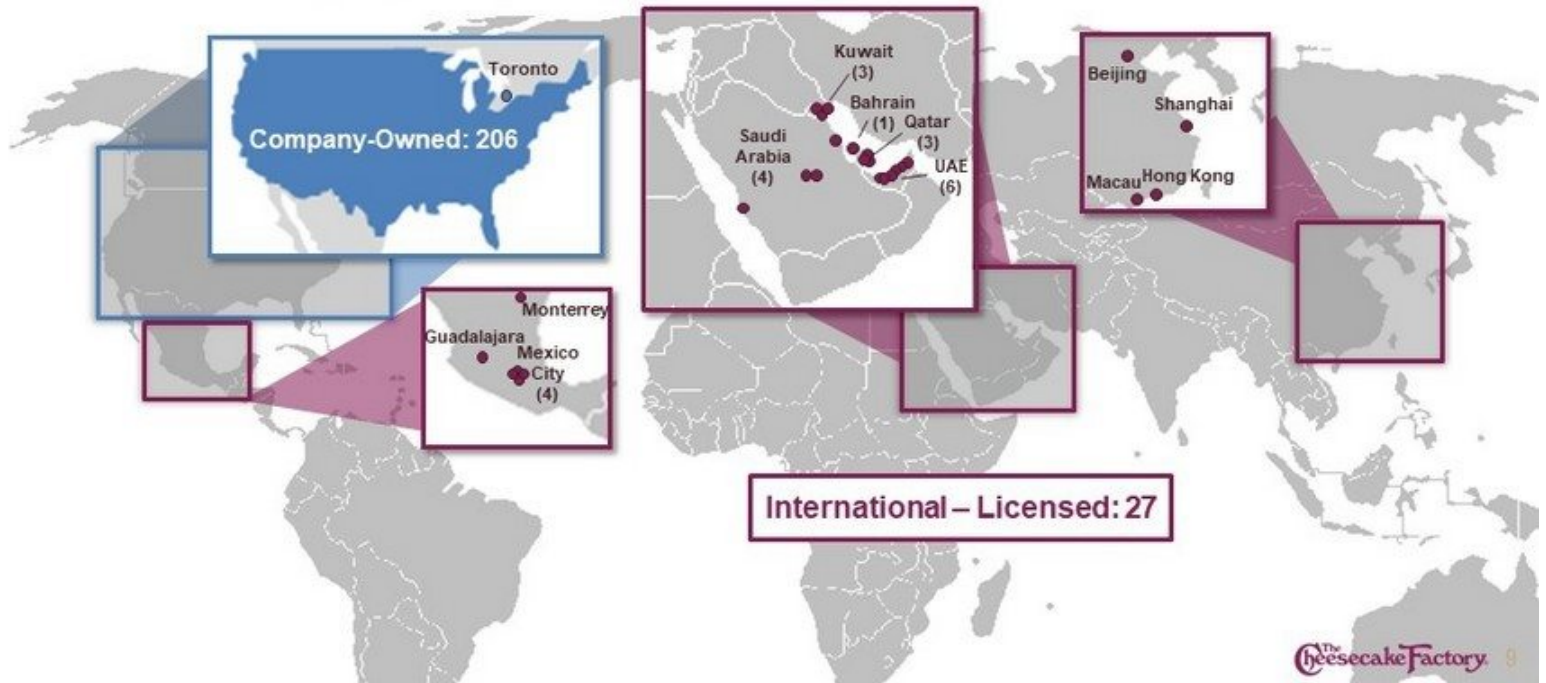 Toronto
Company-Owned: 206
Monterrey
Guadalajara
Mexico
City
(4)
Kuwait
(3)
Bahrain
(1)
Qatar
(3)
Saudi
Arabia
(4)
UAE
(6)
Beijing
Shanghai
Macau
Hong Kong
International – Licensed: 27
The
Cheesecake Factory.
9